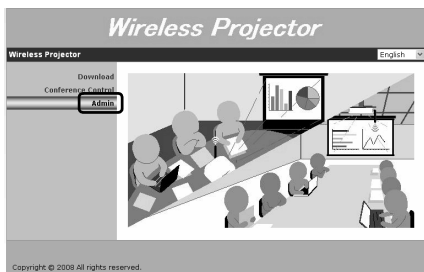 Wireless Projector
Wireless Projector
English
Download
Conference Control
Admin
Copyright © 2008 All rights reserved.